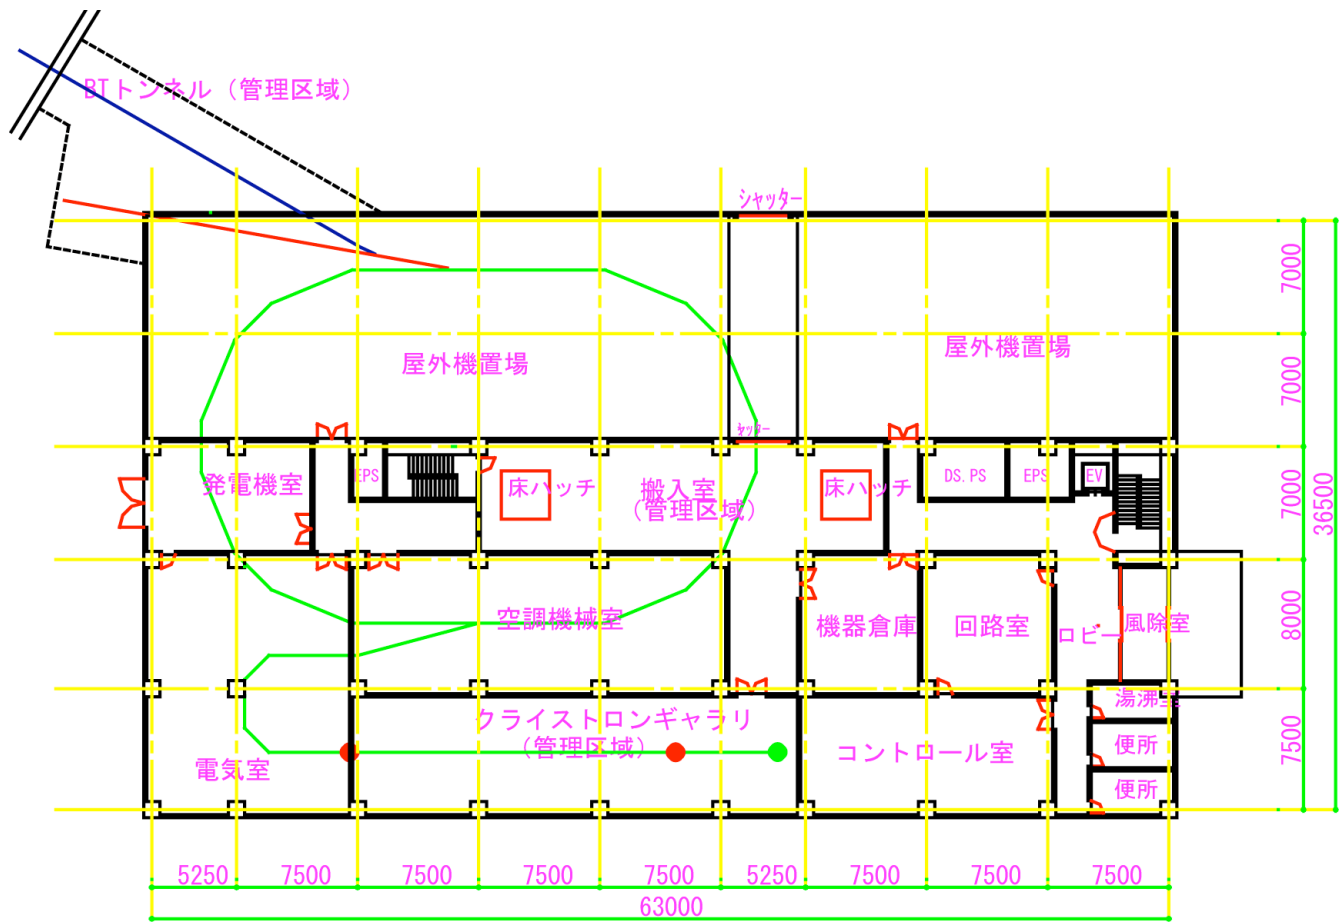 BTトンネル（管理区域）
シャッター
屋外機置場
屋外機置場
7000
7000
シャッター
発電機室
EPS
床ハッチ
搬入室
（管理区域）
床ハッチ
DS.PS
EPS
EV
7000
36500
空調機械室
機器倉庫
回路室
ロビー
風除室
8000
湯沸室
クライストロンギャラリ
（管理区域）
コントロール室
便所
7500
電気室
便所
5250
7500
7500
7500
7500
5250
7500
7500
7500
63000